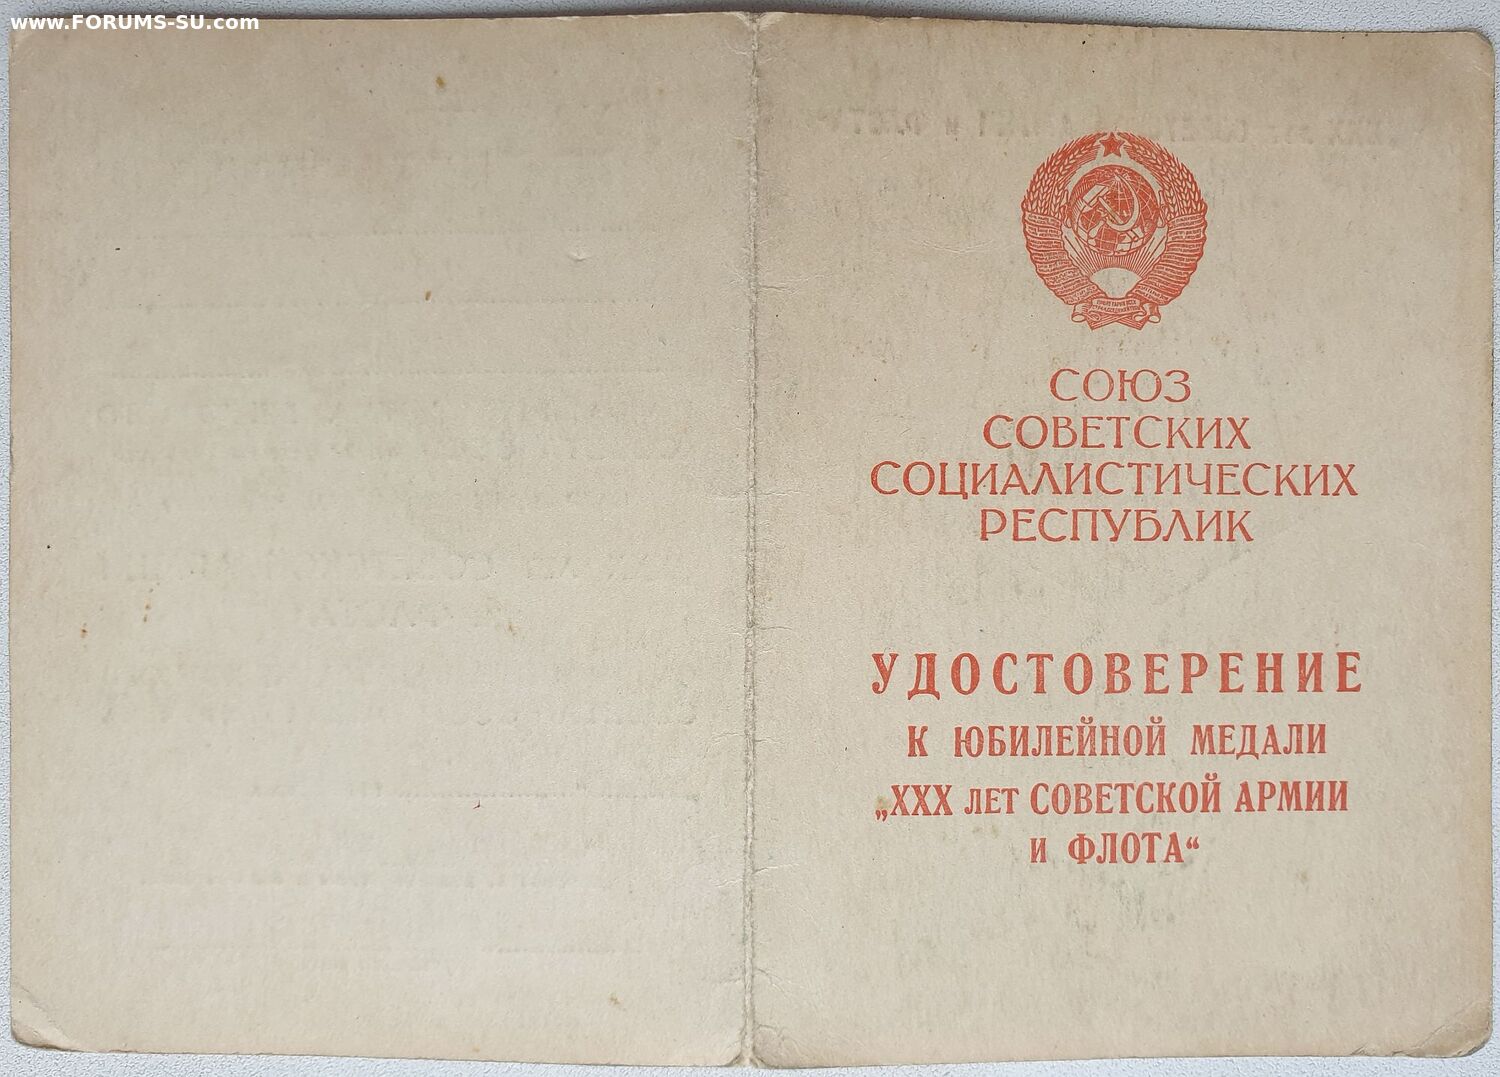 www.FORUMS-SU.com
СОЮЗ
СОВЕТСКИХ
СОЦИАЛИСТИЧЕСКИХ
РЕСПУБЛИК
УДОСТОВЕРЕНИЕ
К ЮБИЛЕЙНОЙ МЕДАЛИ
„XXX ЛЕТ СОВЕТСКОЙ АРМИИ
И ФЛОТА“